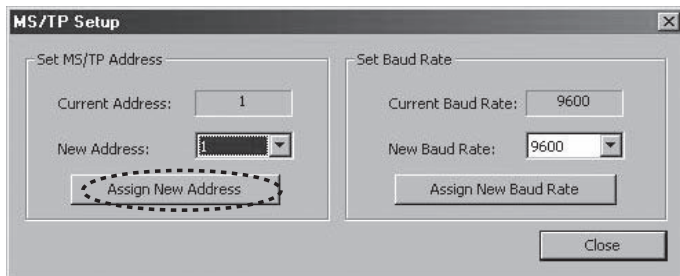 MS/TP Setup
Set MS/TP Address
Current Address: 1
New Address: 1
Assign New Address
Set Baud Rate
Current Baud Rate: 9600
New Baud Rate: 9600
Assign New Baud Rate
Close